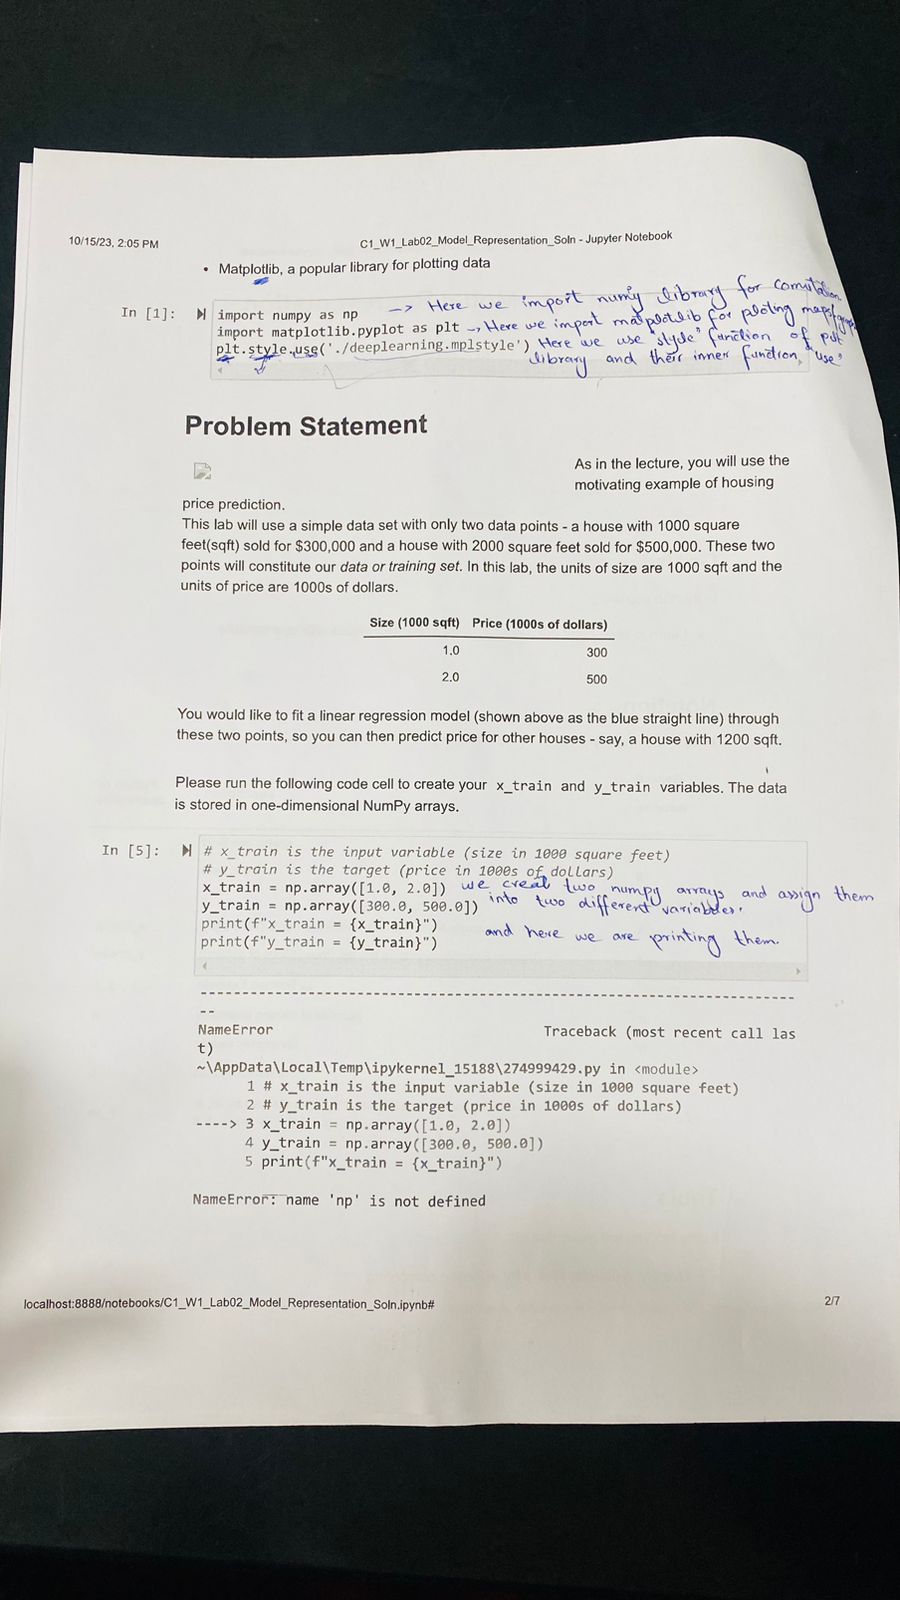 10/15/23, 2:05 PM
C1_W1_Lab02_Model_Representation_Soln - Jupyter Notebook
• Matplotlib, a popular library for plotting data
In [1]:
import numpy as np -> Here we import numy library for comutation
import matplotlib.pyplot as plt -> Here we import matplotlib for ploting maps/graphs
plt.style.use('./deeplearning.mplstyle') Here we use "style" function of plt
library and their inner function, "use"
Problem Statement
As in the lecture, you will use the
motivating example of housing
price prediction.
This lab will use a simple data set with only two data points - a house with 1000 square
feet(sqft) sold for $300,000 and a house with 2000 square feet sold for $500,000. These two
points will constitute our data or training set. In this lab, the units of size are 1000 sqft and the
units of price are 1000s of dollars.
Size (1000 sqft) Price (1000s of dollars)
1.0 300
2.0 500
You would like to fit a linear regression model (shown above as the blue straight line) through
these two points, so you can then predict price for other houses - say, a house with 1200 sqft.
Please run the following code cell to create your x_train and y_train variables. The data
is stored in one-dimensional NumPy arrays.
In [5]:
# x_train is the input variable (size in 1000 square feet)
# y_train is the target (price in 1000s of dollars)
x_train = np.array([1.0, 2.0]) we creat two numpy arrays and assign them
y_train = np.array([300.0, 500.0]) into two different variables.
print(f"x_train = {x_train}")
print(f"y_train = {y_train}") and here we are printing them.
---------------------------------------------------------------------------
--
NameError Traceback (most recent call las
t)
~\AppData\Local\Temp\ipykernel_15188\274999429.py in <module>
1 # x_train is the input variable (size in 1000 square feet)
2 # y_train is the target (price in 1000s of dollars)
----> 3 x_train = np.array([1.0, 2.0])
4 y_train = np.array([300.0, 500.0])
5 print(f"x_train = {x_train}")
NameError: name 'np' is not defined
localhost:8888/notebooks/C1_W1_Lab02_Model_Representation_Soln.ipynb#
2/7